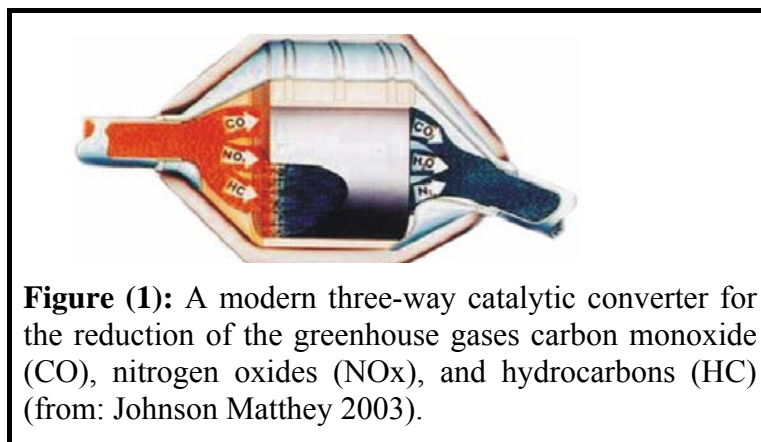 CO
NOx
HC
CO2
H2O
N2
Figure (1): A modern three-way catalytic converter for
the reduction of the greenhouse gases carbon monoxide
(CO), nitrogen oxides (NOx), and hydrocarbons (HC)
(from: Johnson Matthey 2003).